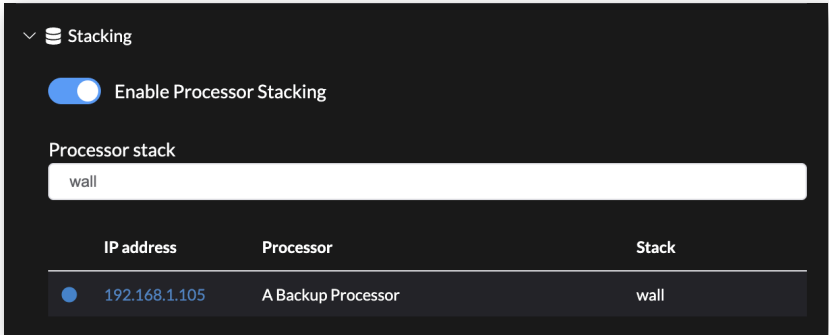 Stacking
Enable Processor Stacking
Processor stack
wall
IP address Processor Stack
192.168.1.105 A Backup Processor wall